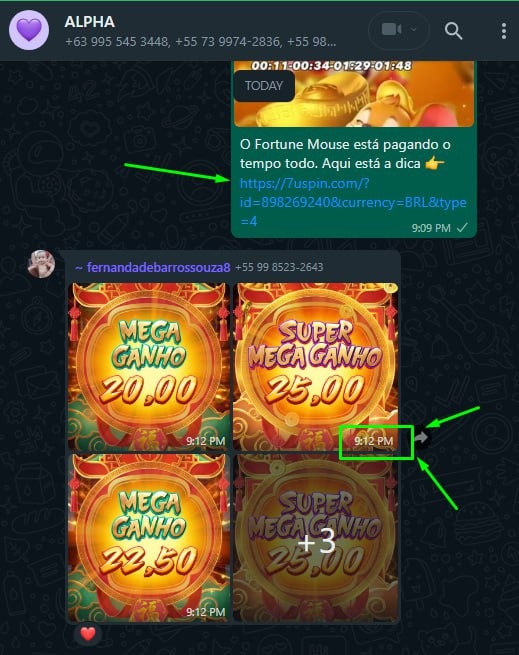 ALPHA
+63 995 545 3448, +55 73 9974-2836, +55 98...
00:11-00:34-01:29-01:48
TODAY
O Fortune Mouse está pagando o
tempo todo. Aqui está a dica 👉
https://7uspin.com/?
id=898269240&currency=BRL&type
=4
9:09 PM
~ fernandadebarrossouza8 +55 99 8523-2643
MEGA
GANHO
20,00
9:12 PM
SUPER
MEGA GANHO
25,00
9:12 PM
MEGA
GANHO
22,50
9:12 PM
SUPER
MEGA GANHO
25,00
+3